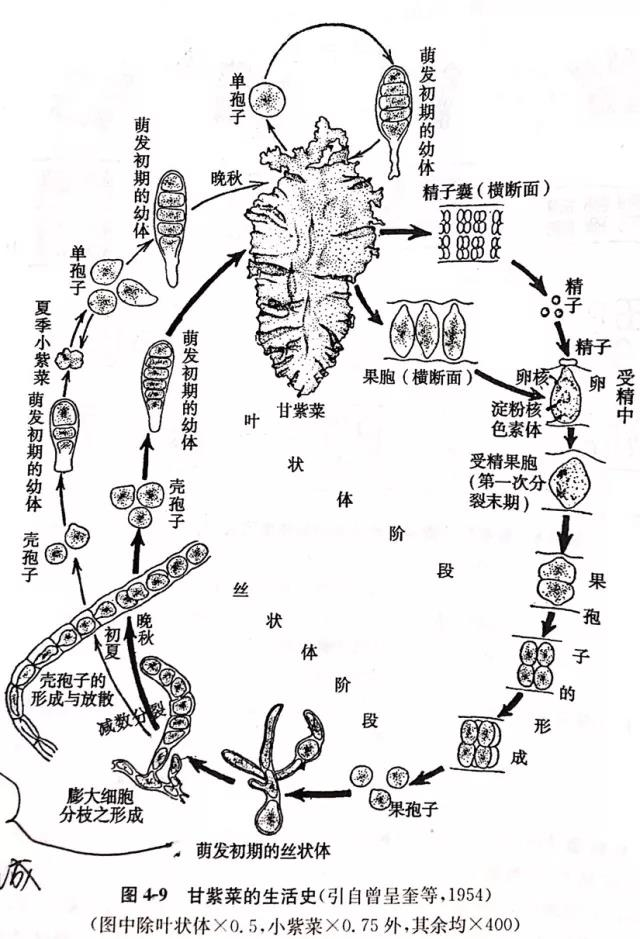 单孢子
萌发初期的幼体
萌发初期的幼体
晚秋
精子囊(横断面)
单孢子
精子
夏季小紫菜
萌发初期的幼体
果胞(横断面)
精子
卵核
卵
受精中
淀粉核
色素体
甘紫菜
萌发初期的幼体
叶状体阶段
受精果胞
(第一次分
裂末期)
壳孢子
壳孢子
果孢子的形成
丝状体阶段
晚秋
初夏
壳孢子的
形成与放散
减数分裂
膨大细胞
分枝之形成
果孢子
萌发初期的丝状体
图 4-9 甘紫菜的生活史(引自曾呈奎等,1954)
(图中除叶状体×0.5,小紫菜×0.75 外,其余均×400)